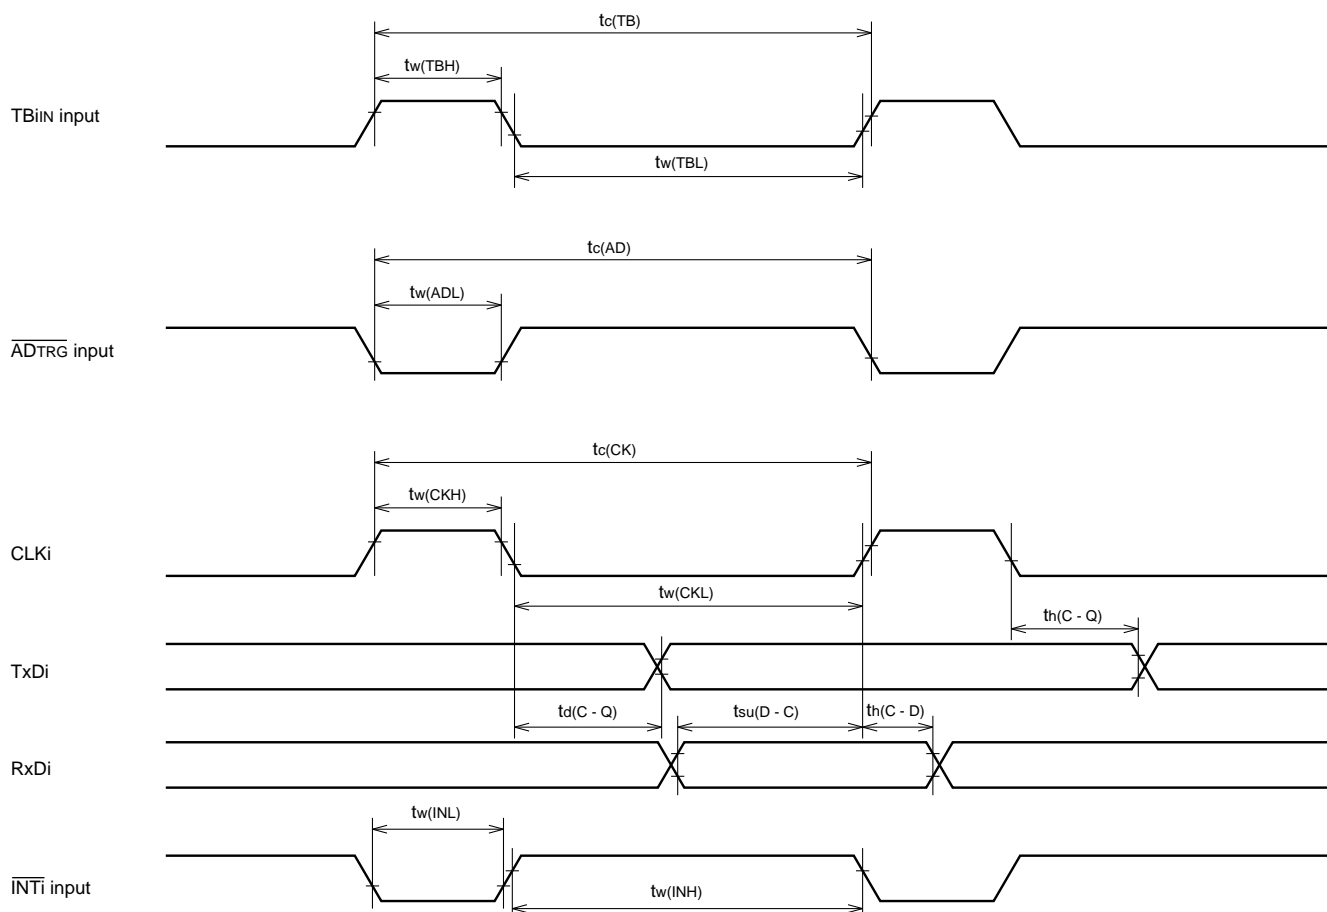 tc(TB)
tw(TBH)
TBiIN input
tw(TBL)
tc(AD)
tw(ADL)
ADTRG input
tc(CK)
tw(CKH)
CLKi
tw(CKL)
th(C - Q)
TxDi
td(C - Q)
tsu(D - C)
th(C - D)
RxDi
tw(INL)
INTi input
tw(INH)